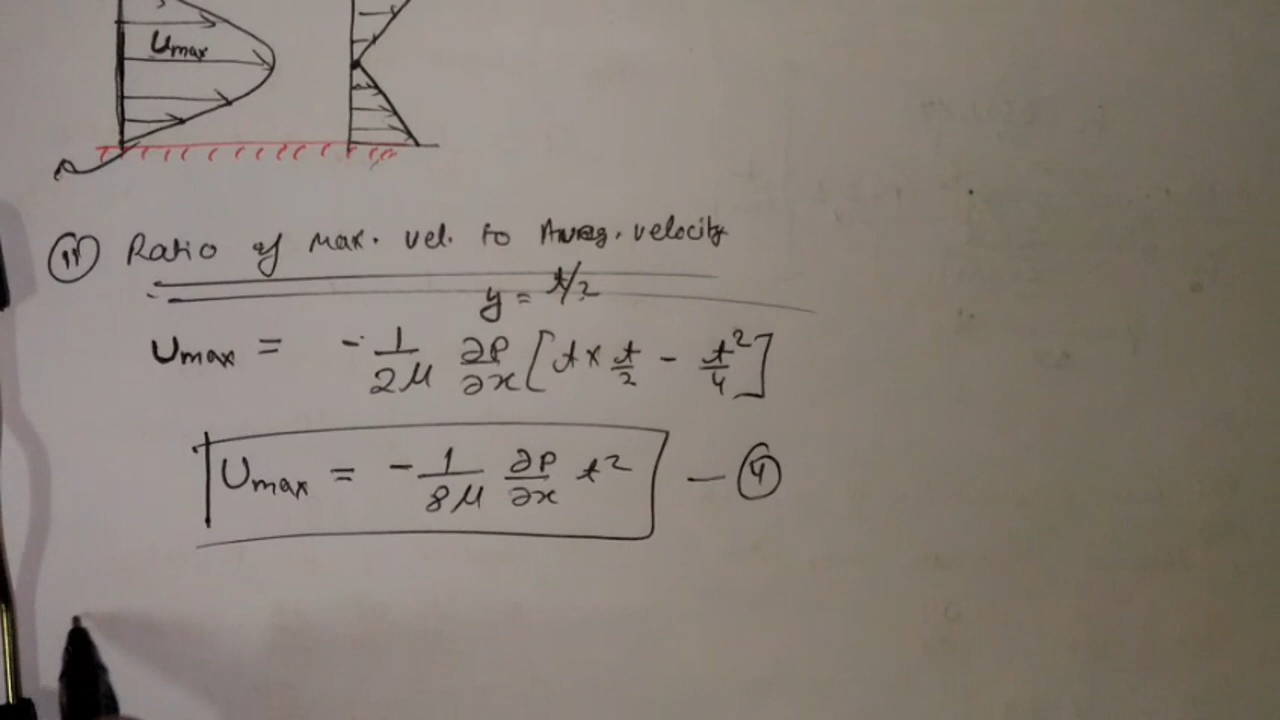 Umax
(ii) Ratio of Max. vel. to Averg. velocity
y = t/2
Umax = - 1/2μ ∂P/∂x [t × t/2 - t²/4]
Umax = - 1/8μ ∂P/∂x t² — (4)